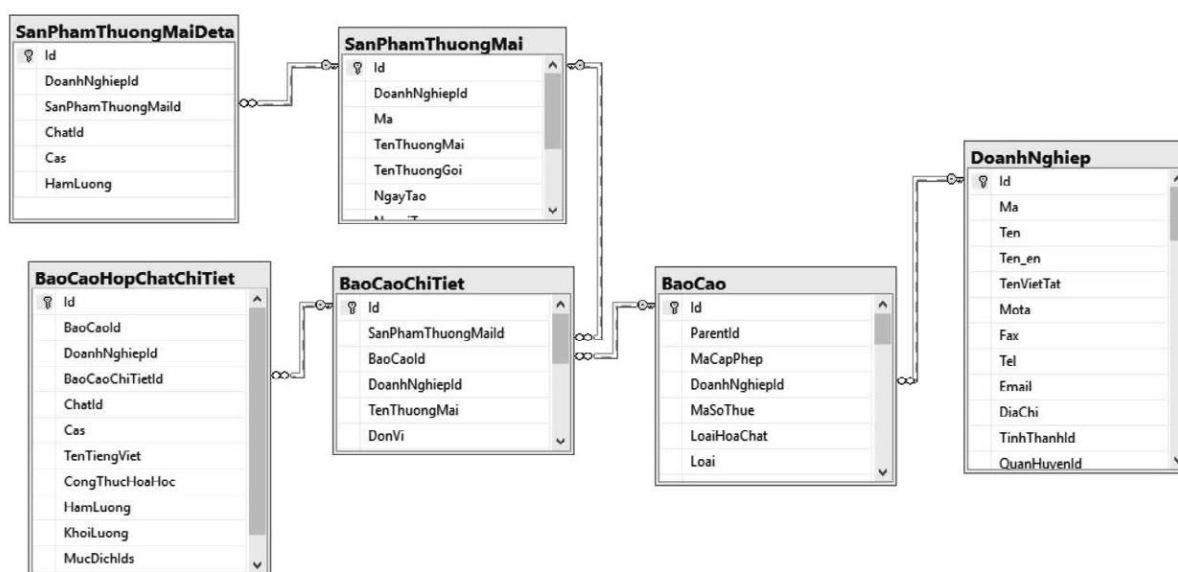 SanPhamThuongMaiDeta
Id
DoanhNghiepId
SanPhamThuongMaiId
ChatId
Cas
HamLuong
SanPhamThuongMai
Id
DoanhNghiepId
Ma
TenThuongMai
TenThuongGoi
NgayTao
DoanhNghiep
Id
Ma
Ten
Ten_en
TenVietTat
Mota
Fax
Tel
Email
DiaChi
TinhThanhId
QuanHuyenId
BaoCaoHopChatChiTiet
Id
BaoCaoId
DoanhNghiepId
BaoCaoChiTietId
ChatId
Cas
TenTiengViet
CongThucHoaHoc
HamLuong
KhoiLuong
MucDichIds
BaoCaoChiTiet
Id
SanPhamThuongMaiId
BaoCaoId
DoanhNghiepId
TenThuongMai
DonVi
BaoCao
Id
ParentId
MaCapPhep
DoanhNghiepId
MaSoThue
LoaiHoaChat
Loai